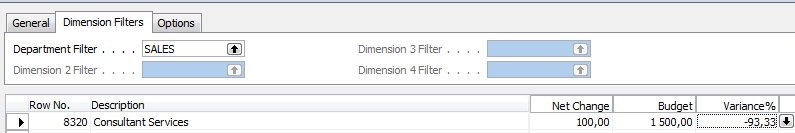 General Dimension Filters Options
Department Filter . . . . SALES Dimension 3 Filter . . . .
Dimension 2 Filter . . . . Dimension 4 Filter . . . .
Row No. Description Net Change Budget Variance%
8320 Consultant Services 100,00 1 500,00 -93,33